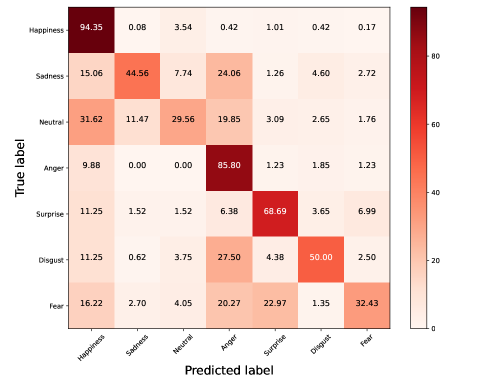 Happiness 94.35 0.08 3.54 0.42 1.01 0.42 0.17
Sadness 15.06 44.56 7.74 24.06 1.26 4.60 2.72
Neutral 31.62 11.47 29.56 19.85 3.09 2.65 1.76
Anger 9.88 0.00 0.00 85.80 1.23 1.85 1.23
Surprise 11.25 1.52 1.52 6.38 68.69 3.65 6.99
Disgust 11.25 0.62 3.75 27.50 4.38 50.00 2.50
Fear 16.22 2.70 4.05 20.27 22.97 1.35 32.43
True label
Happiness Sadness Neutral Anger Surprise Disgust Fear
Predicted label
80
60
40
20
0